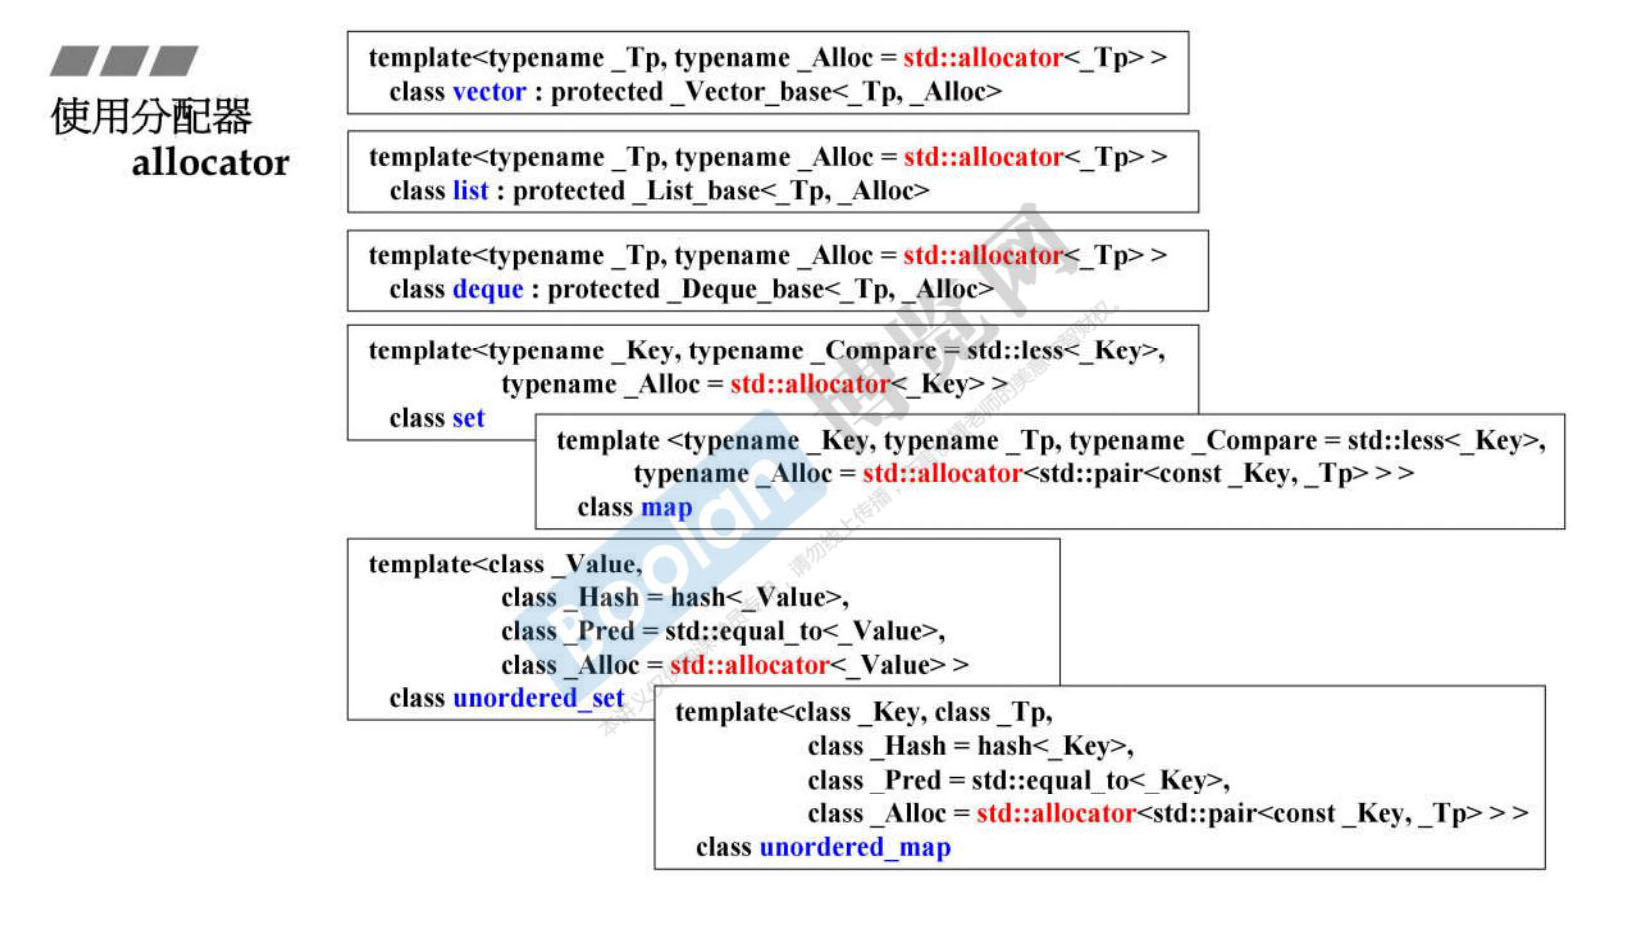 使用分配器
allocator
template<typename _Tp, typename _Alloc = std::allocator<_Tp> >
class vector : protected _Vector_base<_Tp, _Alloc>
template<typename _Tp, typename _Alloc = std::allocator<_Tp> >
class list : protected _List_base<_Tp, _Alloc>
template<typename _Tp, typename _Alloc = std::allocator<_Tp> >
class deque : protected _Deque_base<_Tp, _Alloc>
template<typename _Key, typename _Compare = std::less<_Key>,
typename _Alloc = std::allocator<_Key> >
class set
template <typename _Key, typename _Tp, typename _Compare = std::less<_Key>,
typename _Alloc = std::allocator<std::pair<const _Key, _Tp> > >
class map
template<class _Value,
class _Hash = hash<_Value>,
class _Pred = std::equal_to<_Value>,
class _Alloc = std::allocator<_Value> >
class unordered_set
template<class _Key, class _Tp,
class _Hash = hash<_Key>,
class _Pred = std::equal_to<_Key>,
class _Alloc = std::allocator<std::pair<const _Key, _Tp> > >
class unordered_map
Boolan 博览网